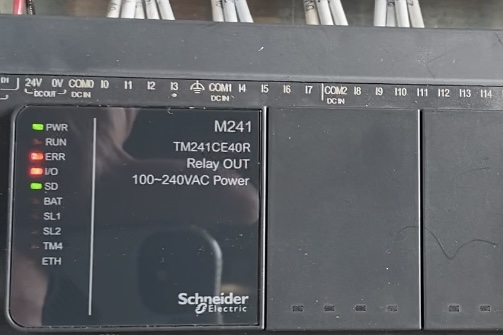 IN 24V 0V COM0 I0 I1 I2 I3 COM1 I4 I5 I6 I7 COM2 I8 I9 I10 I11 I12 I13 I14
DC OUT DC IN DC IN DC IN
PWR
RUN
ERR
I/O
SD
BAT
SL1
SL2
TM4
ETH
M241
TM241CE40R
Relay OUT
100~240VAC Power
Schneider
Electric